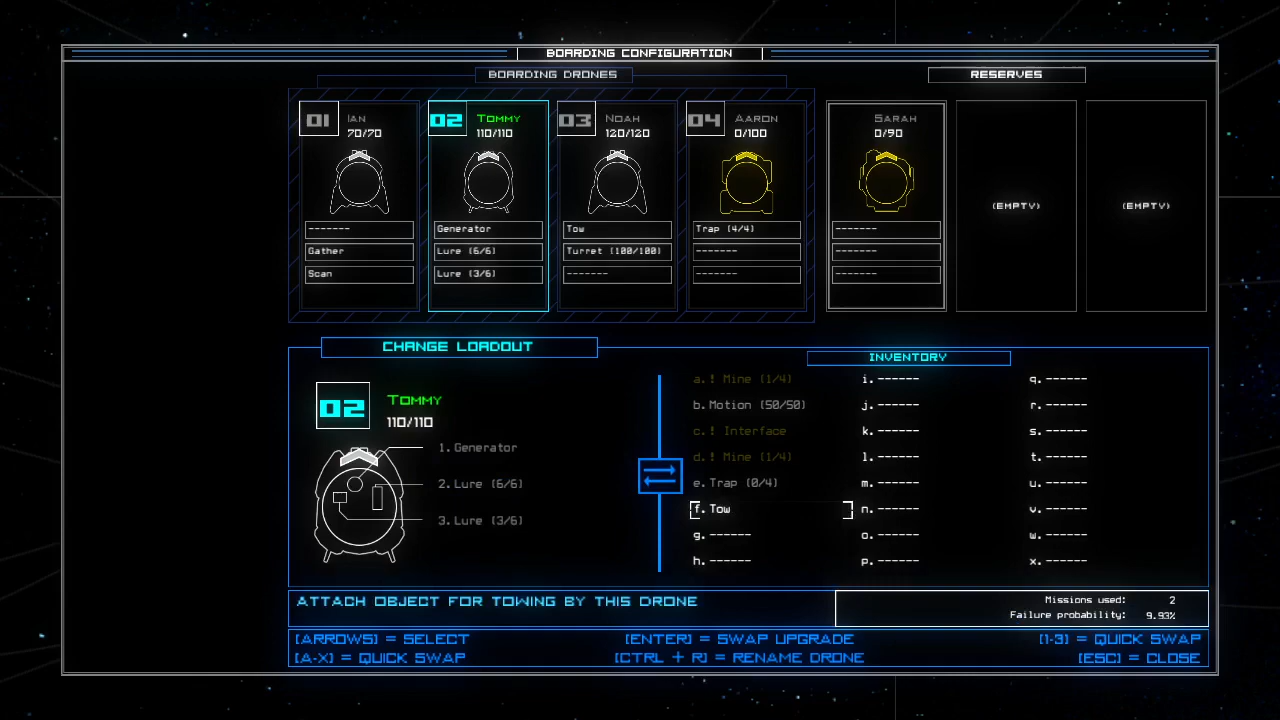 BOARDING CONFIGURATION
BOARDING DRONES
RESERVES
01 IAN
70/70
02 TOMMY
110/110
03 NOAH
120/120
04 AARON
0/100
SARAH
0/90
(EMPTY)
(EMPTY)
-------
Gather
Scan
Generator
Lure (6/6)
Lure (3/6)
Tow
Turret (100/100)
-------
Trap (4/4)
-------
-------
-------
-------
-------
CHANGE LOADOUT
INVENTORY
02 TOMMY
110/110
1. Generator
2. Lure (6/6)
3. Lure (3/6)
a. ! Mine (1/4)
b. Motion (50/50)
c. ! Interface
d. ! Mine (1/4)
e. Trap (0/4)
f. Tow
g. ------
h. ------
i. ------
j. ------
k. ------
l. ------
m. ------
n. ------
o. ------
p. ------
q. ------
r. ------
s. ------
t. ------
u. ------
v. ------
w. ------
x. ------
ATTACH OBJECT FOR TOWING BY THIS DRONE
Missions used: 2
Failure probability: 9.93%
[ARROWS] = SELECT
[ENTER] = SWAP UPGRADE
[1-3] = QUICK SWAP
[A-X] = QUICK SWAP
[CTRL + R] = RENAME DRONE
[ESC] = CLOSE